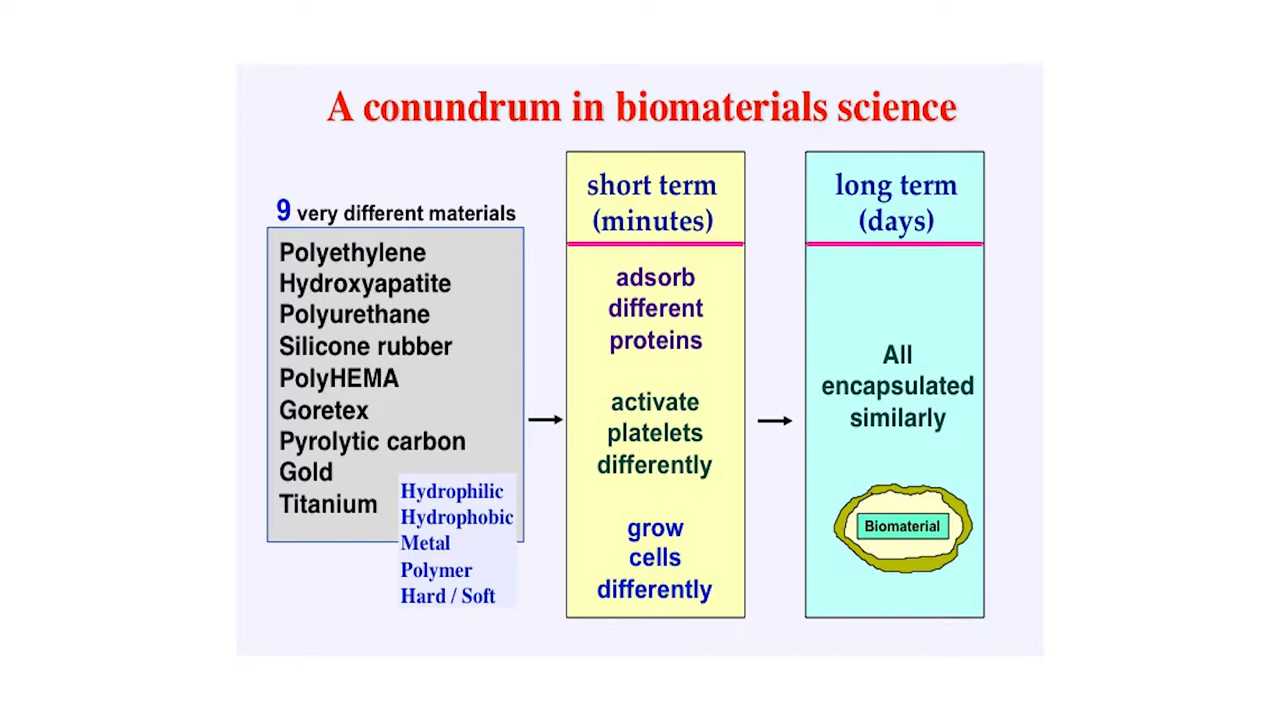 A conundrum in biomaterials science
9 very different materials
Polyethylene
Hydroxyapatite
Polyurethane
Silicone rubber
PolyHEMA
Goretex
Pyrolytic carbon
Gold
Titanium
Hydrophilic
Hydrophobic
Metal
Polymer
Hard / Soft
short term
(minutes)
adsorb
different
proteins
activate
platelets
differently
grow
cells
differently
long term
(days)
All
encapsulated
similarly
Biomaterial